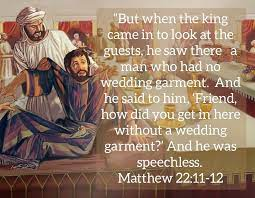 "But when the king
came in to look at the
guests, he saw there a
man who had no
wedding garment. And
he said to him, 'Friend,
how did you get in here
without a wedding
garment?' And he was
speechless.
Matthew 22:11-12